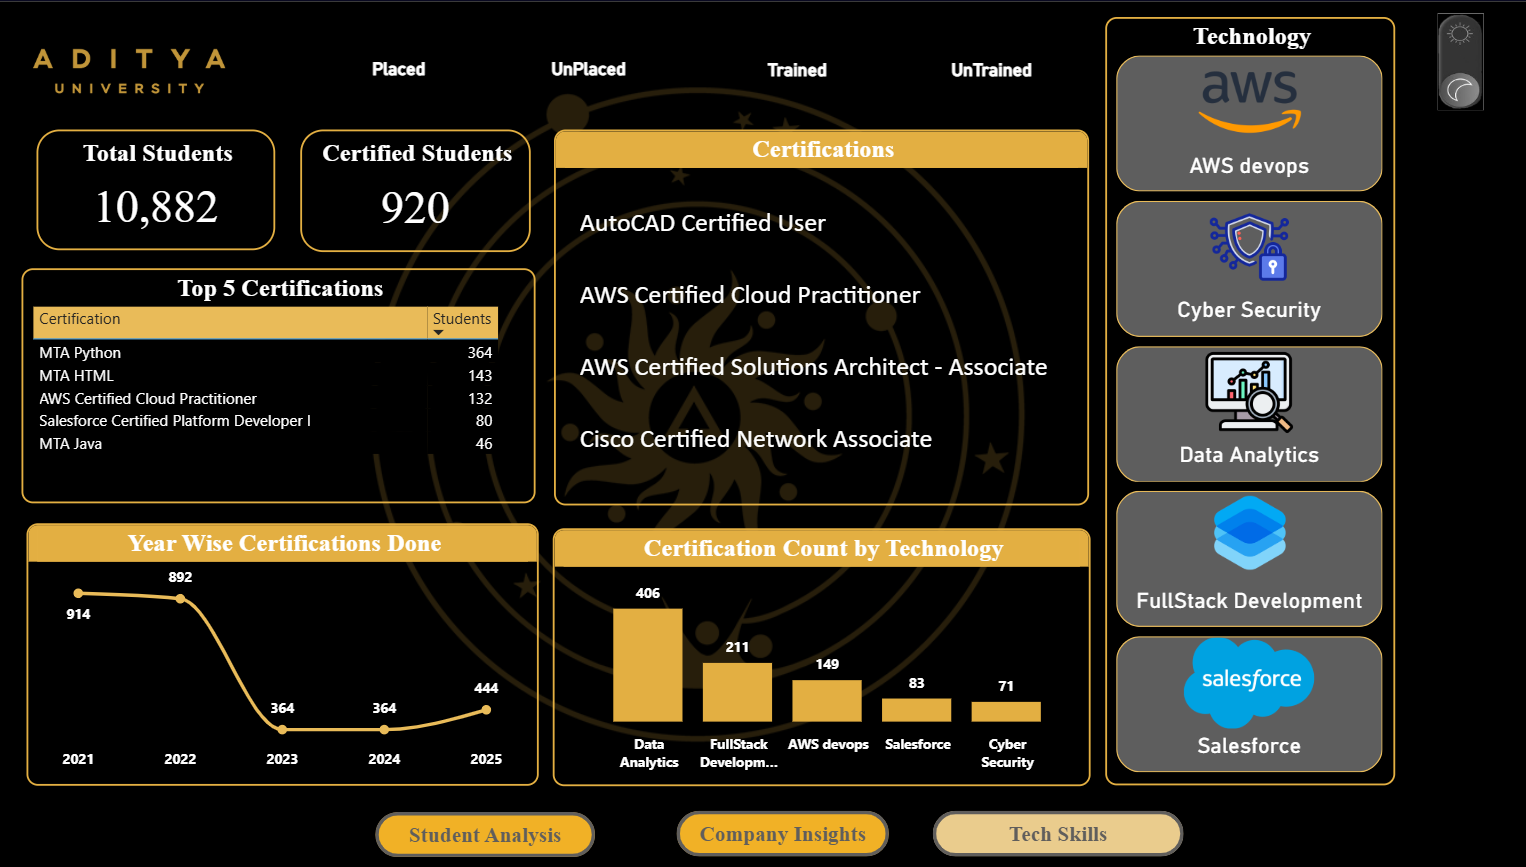 ADITYA
UNIVERSITY
Placed
UnPlaced
Trained
UnTrained
Total Students
10,882
Certified Students
920
Top 5 Certifications
Certification Students
MTA Python 364
MTA HTML 143
AWS Certified Cloud Practitioner 132
Salesforce Certified Platform Developer I 80
MTA Java 46
Certifications
AutoCAD Certified User
AWS Certified Cloud Practitioner
AWS Certified Solutions Architect - Associate
Cisco Certified Network Associate
Year Wise Certifications Done
914
892
364
364
444
2021 2022 2023 2024 2025
Certification Count by Technology
406
211
149
83
71
Data
Analytics
FullStack
Developm...
AWS devops
Salesforce
Cyber
Security
Technology
aws
AWS devops
Cyber Security
Data Analytics
FullStack Development
salesforce
Salesforce
Student Analysis
Company Insights
Tech Skills